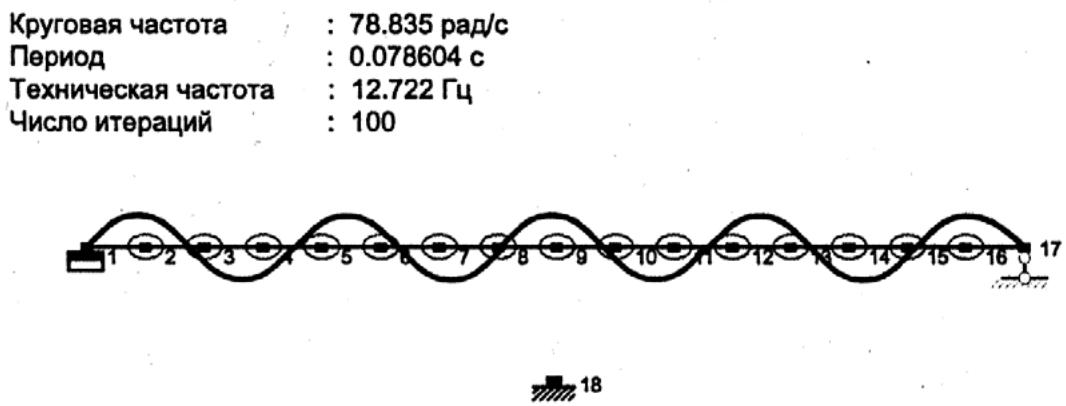 Круговая частота : 78.835 рад/с
Период : 0.078604 с
Техническая частота : 12.722 Гц
Число итераций : 100
1 2 3 4 5 6 7 8 9 10 11 12 13 14 15 16 17
18